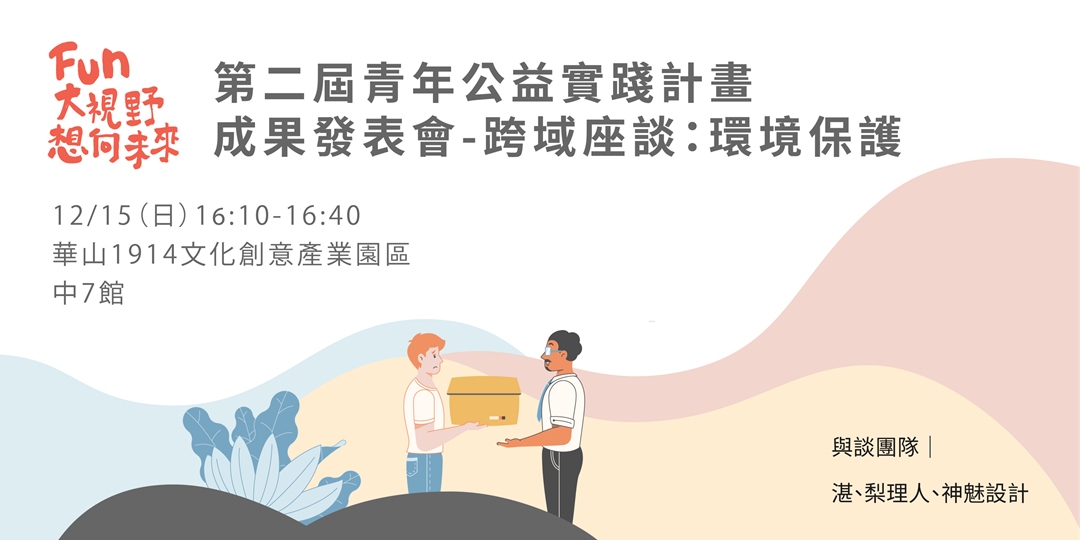 Fun
大視野
想向未來
第二屆青年公益實踐計畫
成果發表會-跨域座談：環境保護
12/15（日）16:10-16:40
華山1914文化創意產業園區
中7館
與談團隊｜
湛、梨理人、神魅設計